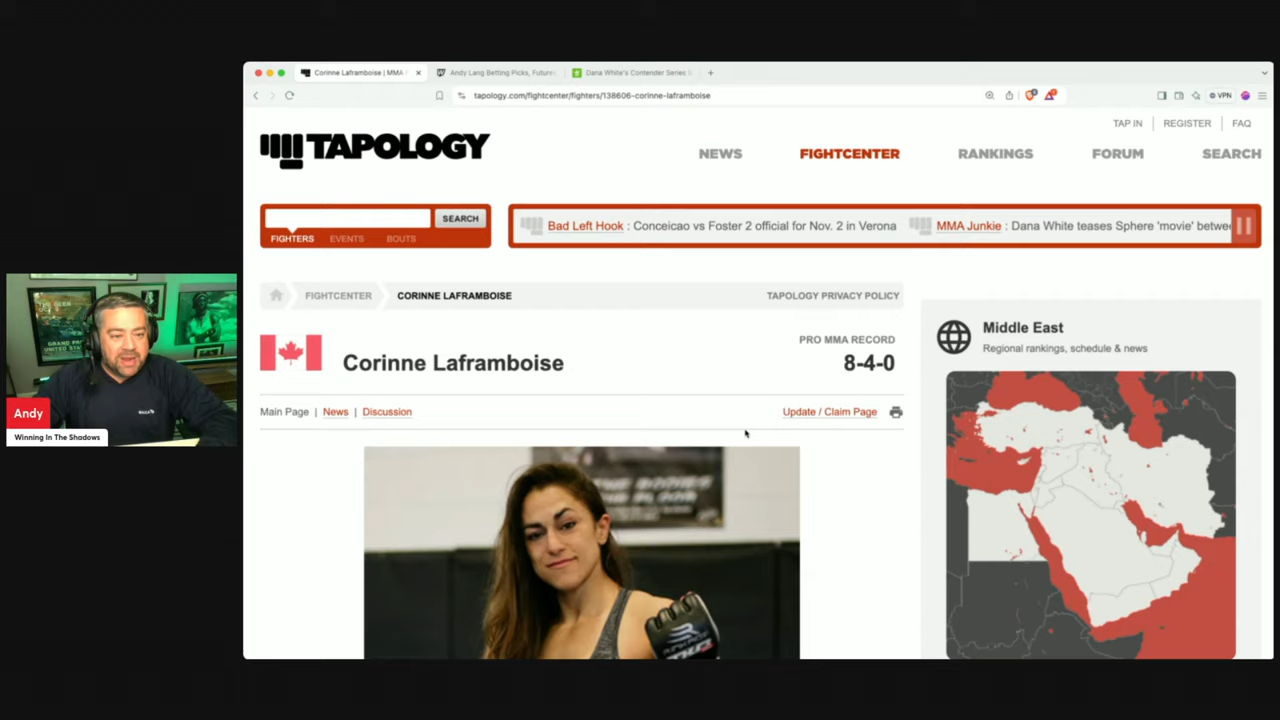 Corinne Laframboise | MMA
Andy Lang Betting Picks, Future
Dana White's Contender Series
tapology.com/fightcenter/fighters/138606-corinne-laframboise
VPN
TAP IN
REGISTER
FAQ
TAPOLOGY
NEWS
FIGHTCENTER
RANKINGS
FORUM
SEARCH
SEARCH
FIGHTERS
EVENTS
BOUTS
Bad Left Hook : Conceicao vs Foster 2 official for Nov. 2 in Verona
MMA Junkie : Dana White teases Sphere 'movie' betwe
FIGHTCENTER
CORINNE LAFRAMBOISE
TAPOLOGY PRIVACY POLICY
Corinne Laframboise
PRO MMA RECORD
8-4-0
Main Page | News | Discussion
Update / Claim Page
Middle East
Regional rankings, schedule & news
GRAND PRIX
UNITED STATES
Andy
Winning In The Shadows